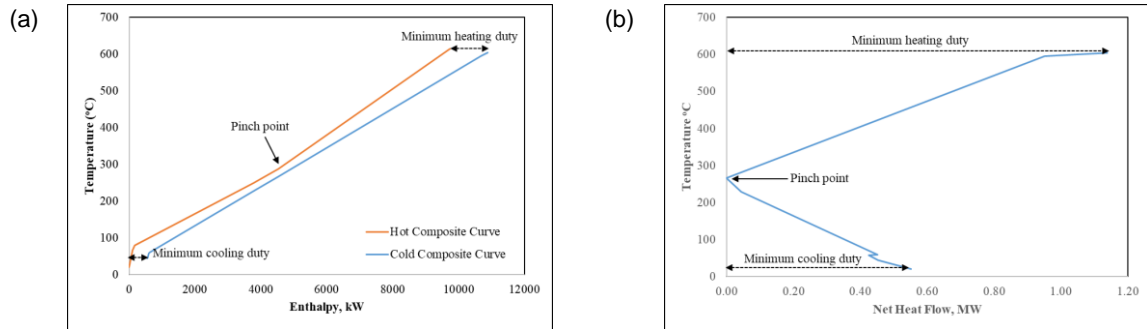 (a)
700
600
500
400
300
200
100
0
Temperature (°C)
Minimum heating duty
Pinch point
Minimum cooling duty
Hot Composite Curve
Cold Composite Curve
0 2000 4000 6000 8000 10000 12000
Enthalpy, kW
(b)
700
600
500
400
300
200
100
0
Temperature °C
Minimum heating duty
Pinch point
Minimum cooling duty
0.00 0.20 0.40 0.60 0.80 1.00 1.20
Net Heat Flow, MW